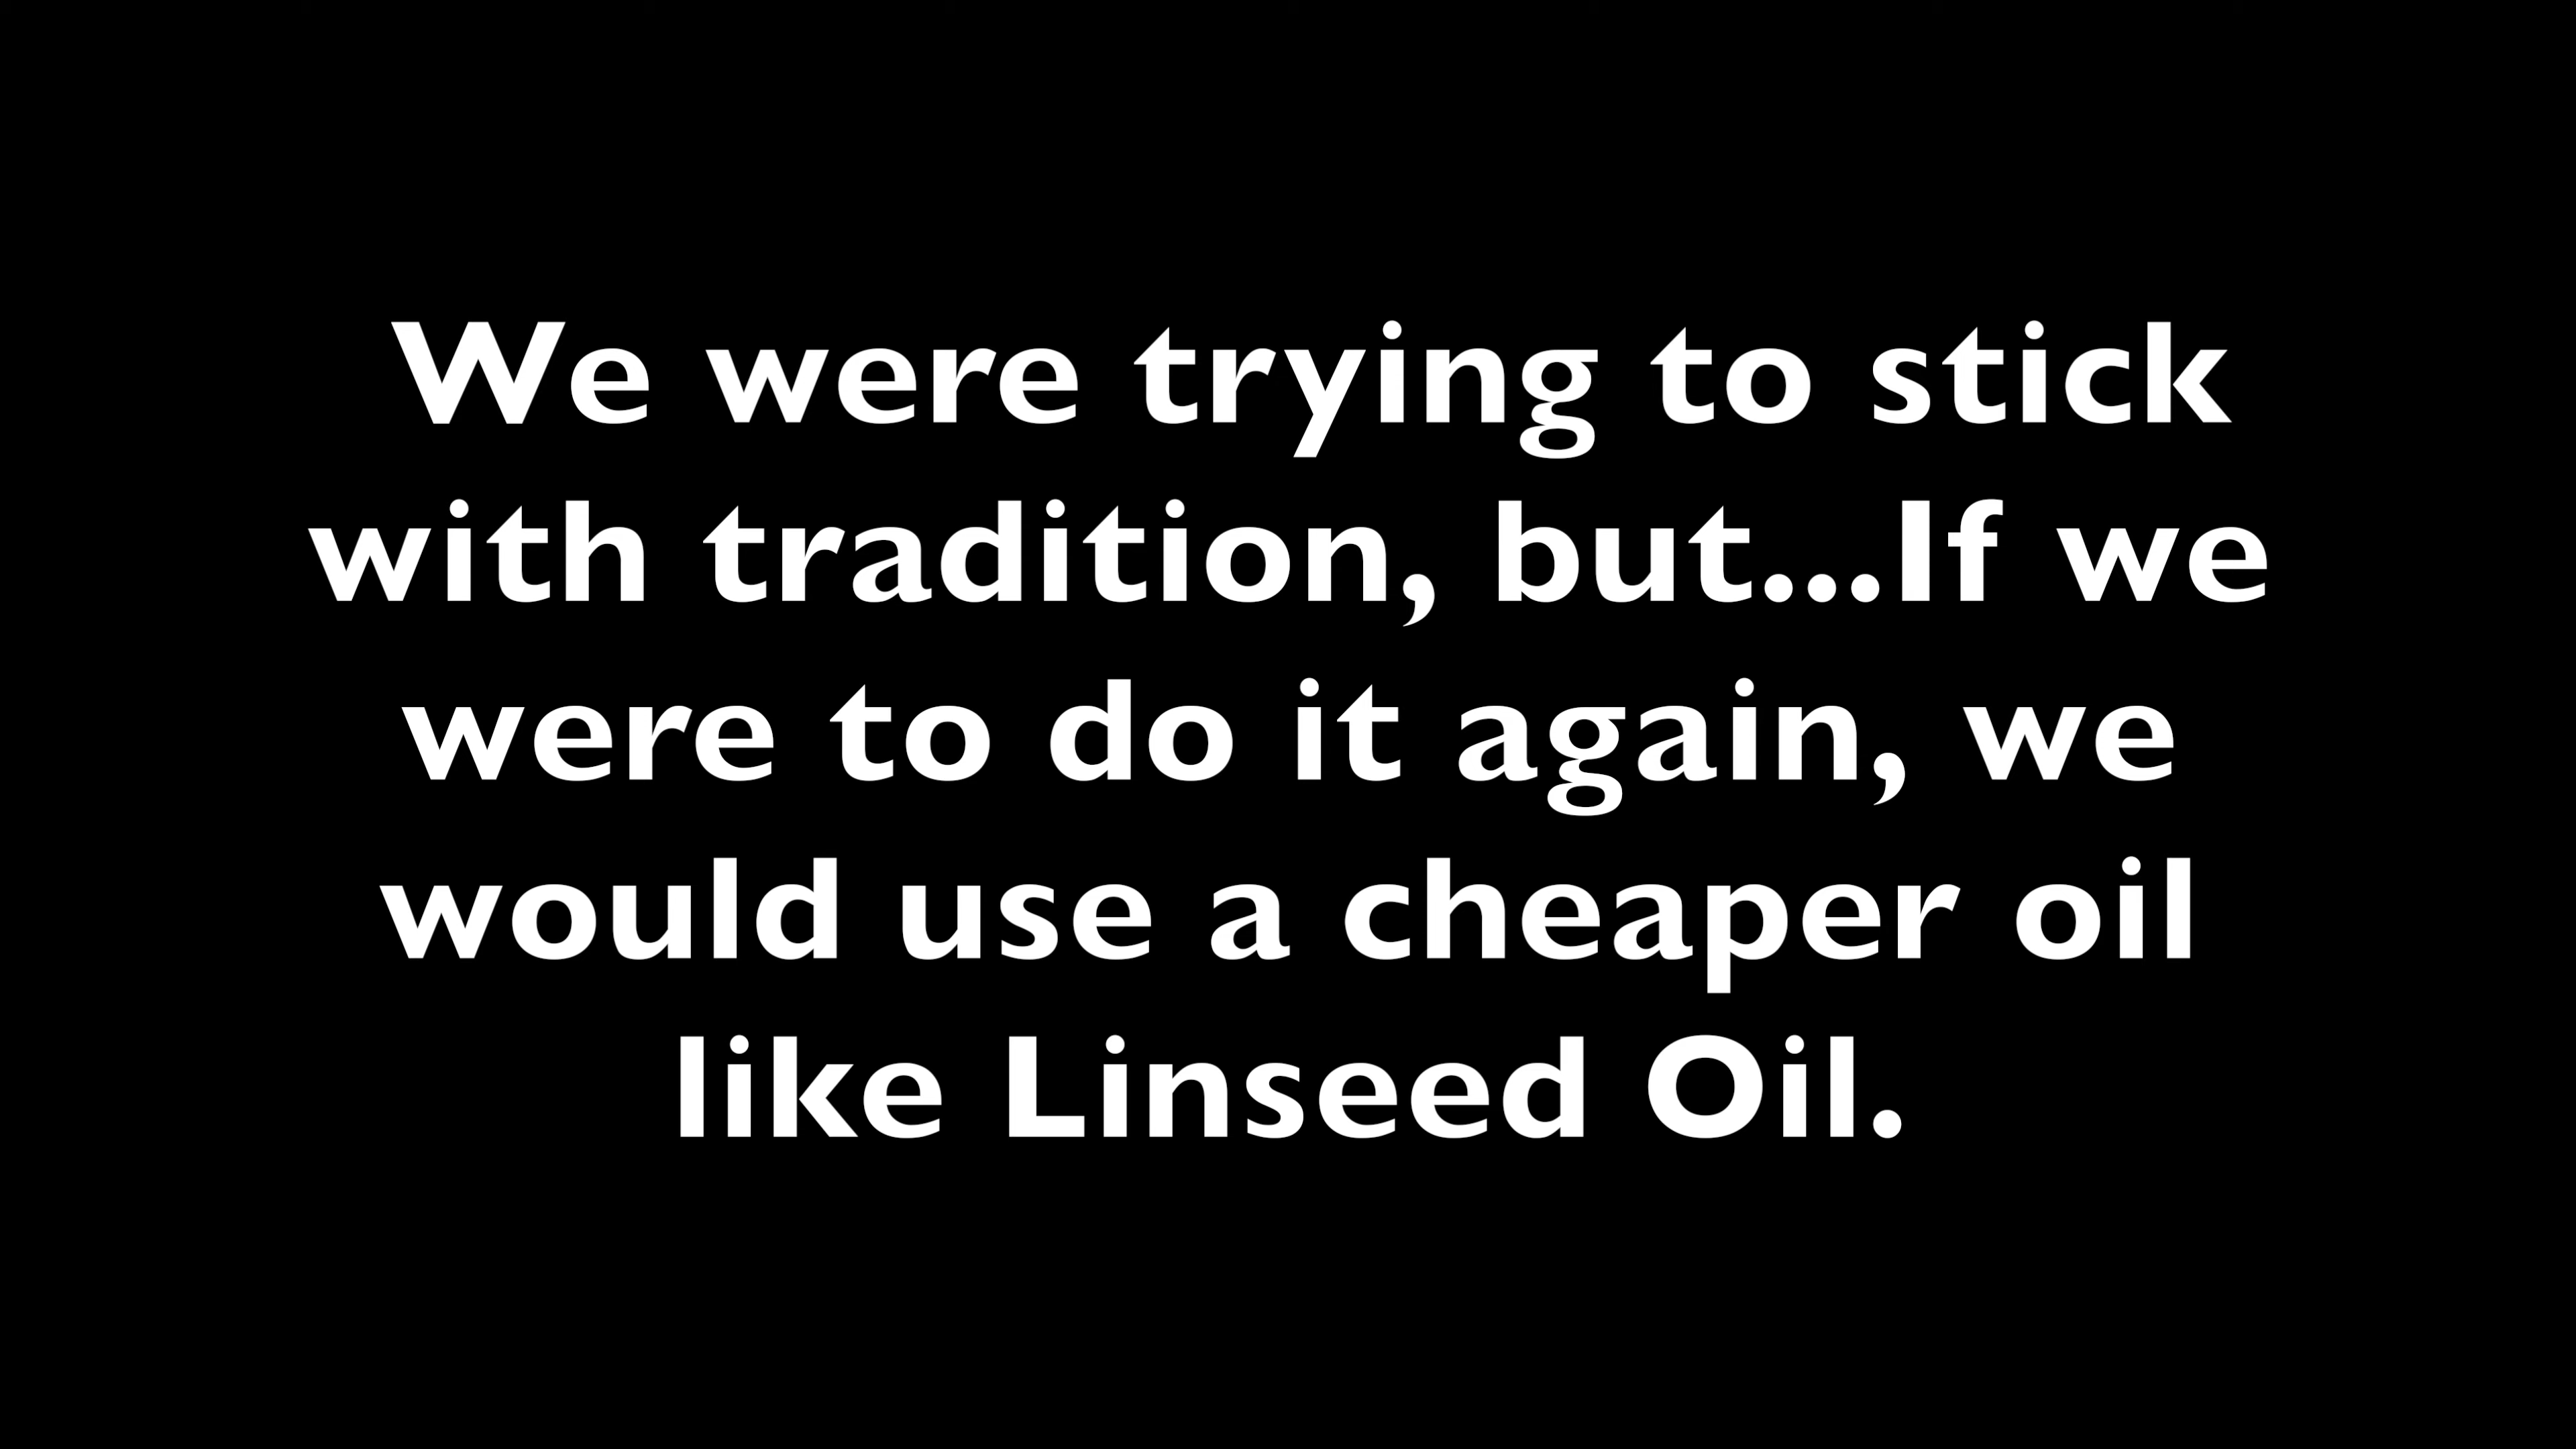 We were trying to stick
with tradition, but...If we
were to do it again, we
would use a cheaper oil
like Linseed Oil.